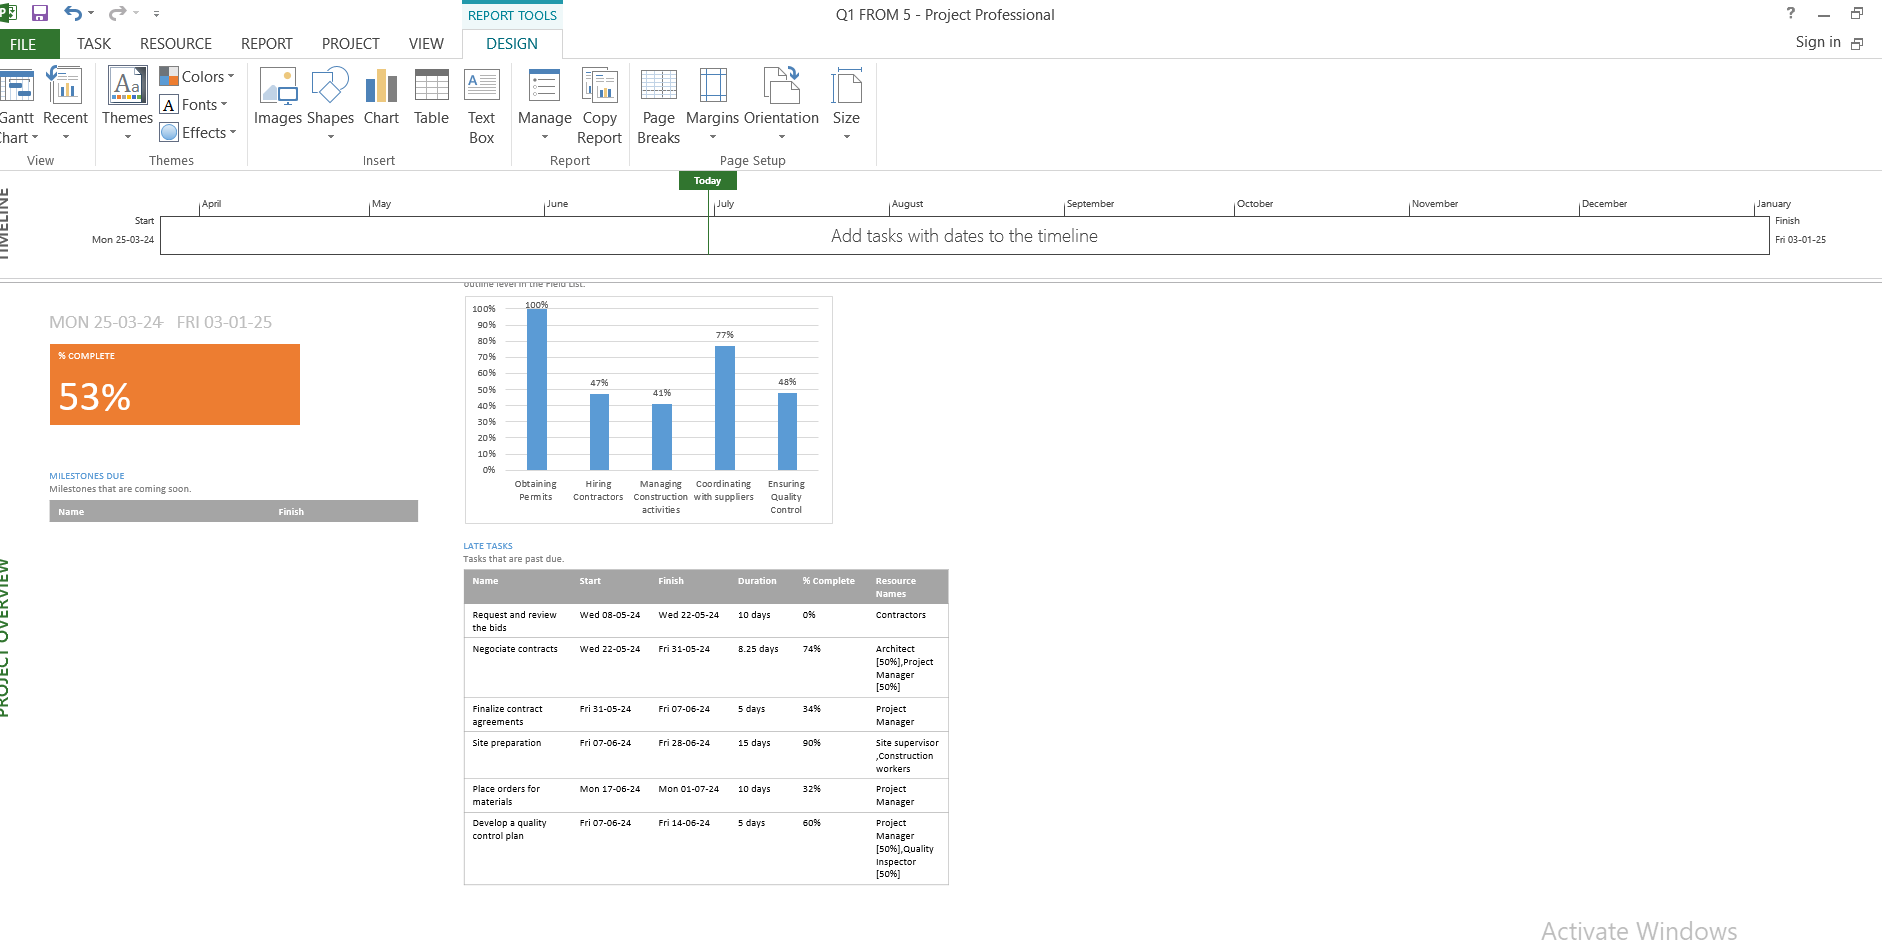 REPORT TOOLS
Q1 FROM 5 - Project Professional
?
FILE
TASK
RESOURCE
REPORT
PROJECT
VIEW
DESIGN
Sign in
Gantt
Chart
Recent
View
Aa
Themes
Colors
A Fonts
Effects
Themes
Images
Shapes
Chart
Table
A
Text
Box
Insert
Manage
Copy
Report
Report
Page
Breaks
Margins
Orientation
Size
Page Setup
TIMELINE
Today
April
May
June
July
August
September
October
November
December
January
Start
Mon 25-03-24
Add tasks with dates to the timeline
Finish
Fri 03-01-25
PROJECT OVERVIEW
MON 25-03-24 - FRI 03-01-25
% COMPLETE
53%
MILESTONES DUE
Milestones that are coming soon.
Name Finish
outline level in the Field List.
100%
90%
80%
70%
60%
50%
40%
30%
20%
10%
0%
100%
47%
41%
77%
48%
Obtaining
Permits
Hiring
Contractors
Managing
Construction
activities
Coordinating
with suppliers
Ensuring
Quality
Control
LATE TASKS
Tasks that are past due.
Name Start Finish Duration % Complete Resource
Names
Request and review Wed 08-05-24 Wed 22-05-24 10 days 0% Contractors
the bids
Negociate contracts Wed 22-05-24 Fri 31-05-24 8.25 days 74% Architect
[50%],Project
Manager
[50%]
Finalize contract Fri 31-05-24 Fri 07-06-24 5 days 34% Project
agreements Manager
Site preparation Fri 07-06-24 Fri 28-06-24 15 days 90% Site supervisor
,Construction
workers
Place orders for Mon 17-06-24 Mon 01-07-24 10 days 32% Project
materials Manager
Develop a quality Fri 07-06-24 Fri 14-06-24 5 days 60% Project
control plan Manager
[50%],Quality
Inspector
[50%]
Activate Windows